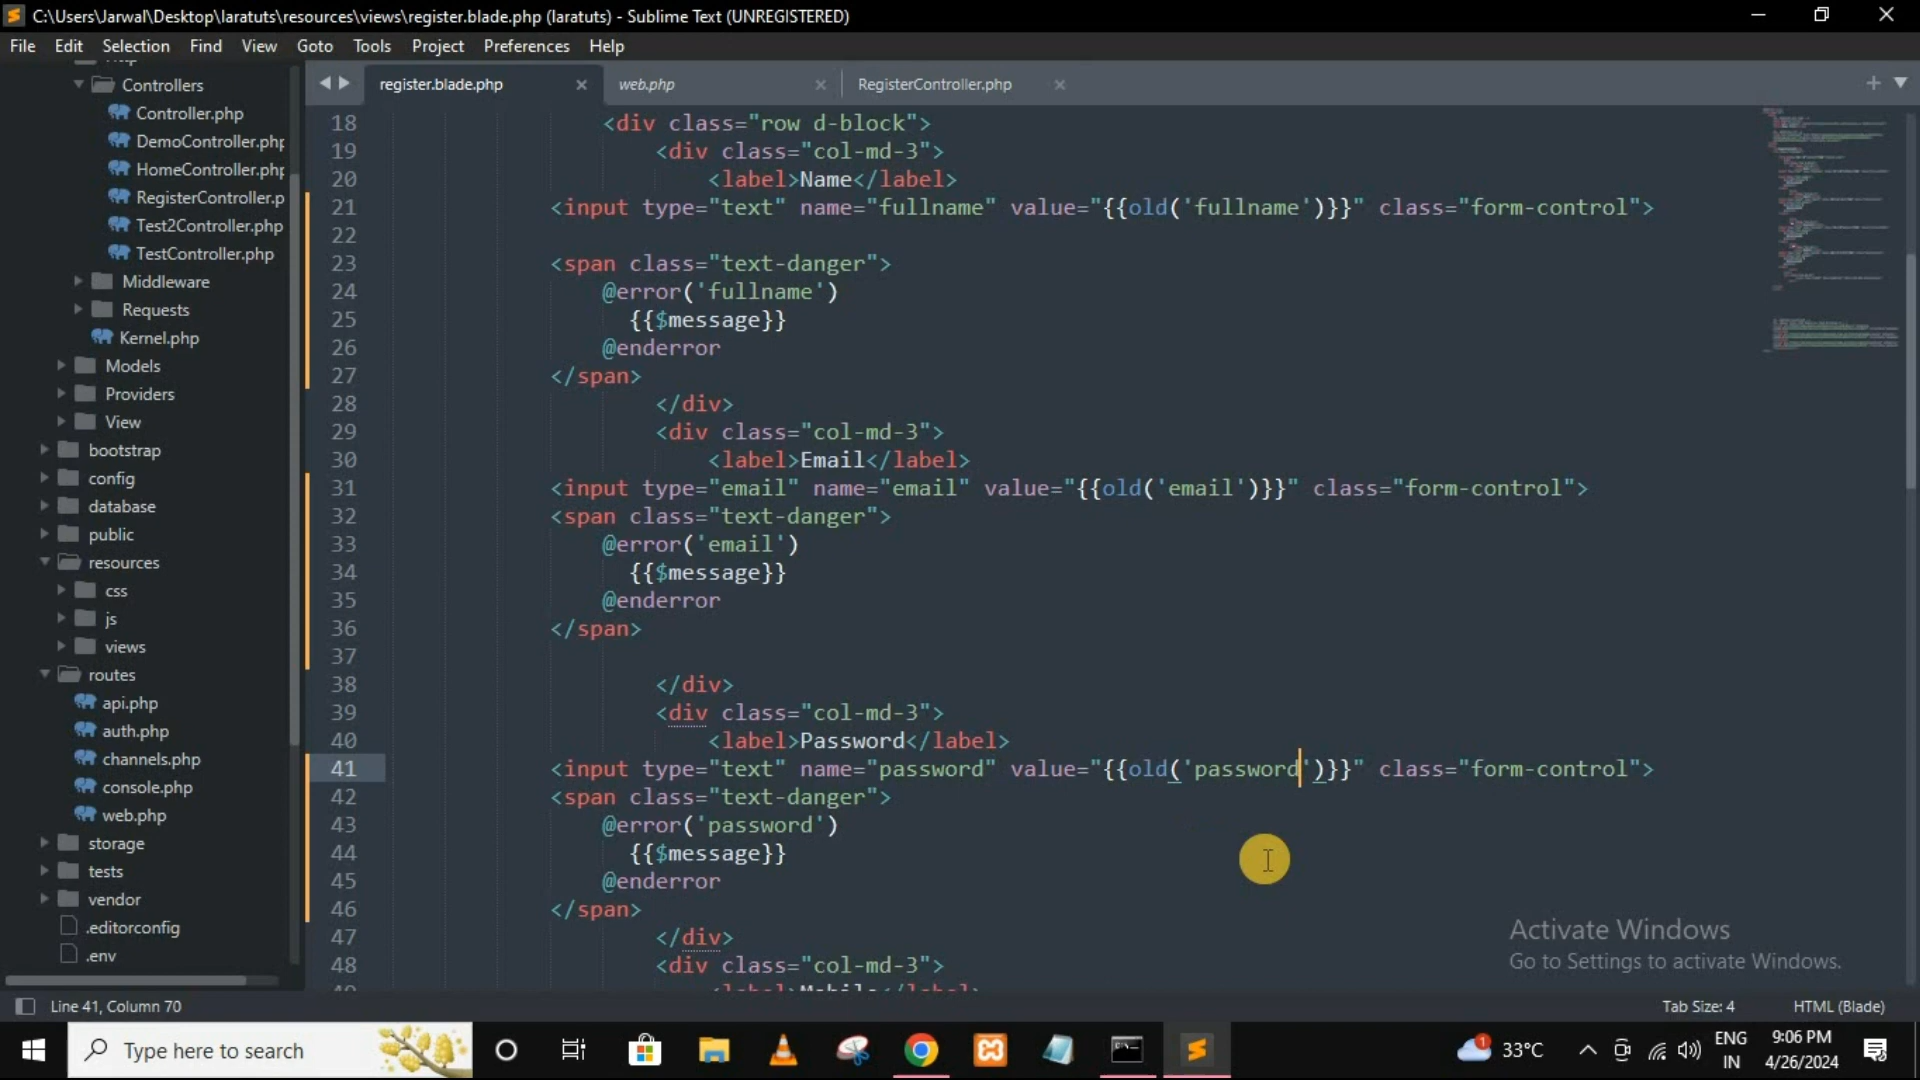 C:\Users\Jarwal\Desktop\laratuts\resources\views\register.blade.php (laratuts) - Sublime Text (UNREGISTERED)
File Edit Selection Find View Goto Tools Project Preferences Help
Controllers
Controller.php
DemoController.php
HomeController.php
RegisterController.p
Test2Controller.php
TestController.php
Middleware
Requests
Kernel.php
Models
Providers
View
bootstrap
config
database
public
resources
css
js
views
routes
api.php
auth.php
channels.php
console.php
web.php
storage
tests
vendor
.editorconfig
.env
register.blade.php web.php RegisterController.php
18 <div class="row d-block">
19 <div class="col-md-3">
20 <label>Name</label>
21 <input type="text" name="fullname" value="{{old('fullname')}}" class="form-control">
22
23 <span class="text-danger">
24 @error('fullname')
25 {{$message}}
26 @enderror
27 </span>
28 </div>
29 <div class="col-md-3">
30 <label>Email</label>
31 <input type="email" name="email" value="{{old('email')}}" class="form-control">
32 <span class="text-danger">
33 @error('email')
34 {{$message}}
35 @enderror
36 </span>
37
38 </div>
39 <div class="col-md-3">
40 <label>Password</label>
41 <input type="text" name="password" value="{{old('password')}}" class="form-control">
42 <span class="text-danger">
43 @error('password')
44 {{$message}}
45 @enderror
46 </span>
47 </div>
48 <div class="col-md-3">
49 <label>Mobile</label>
Activate Windows
Go to Settings to activate Windows.
Line 41, Column 70 Tab Size: 4 HTML (Blade)
Type here to search
1 33°C
ENG
IN
9:06 PM
4/26/2024